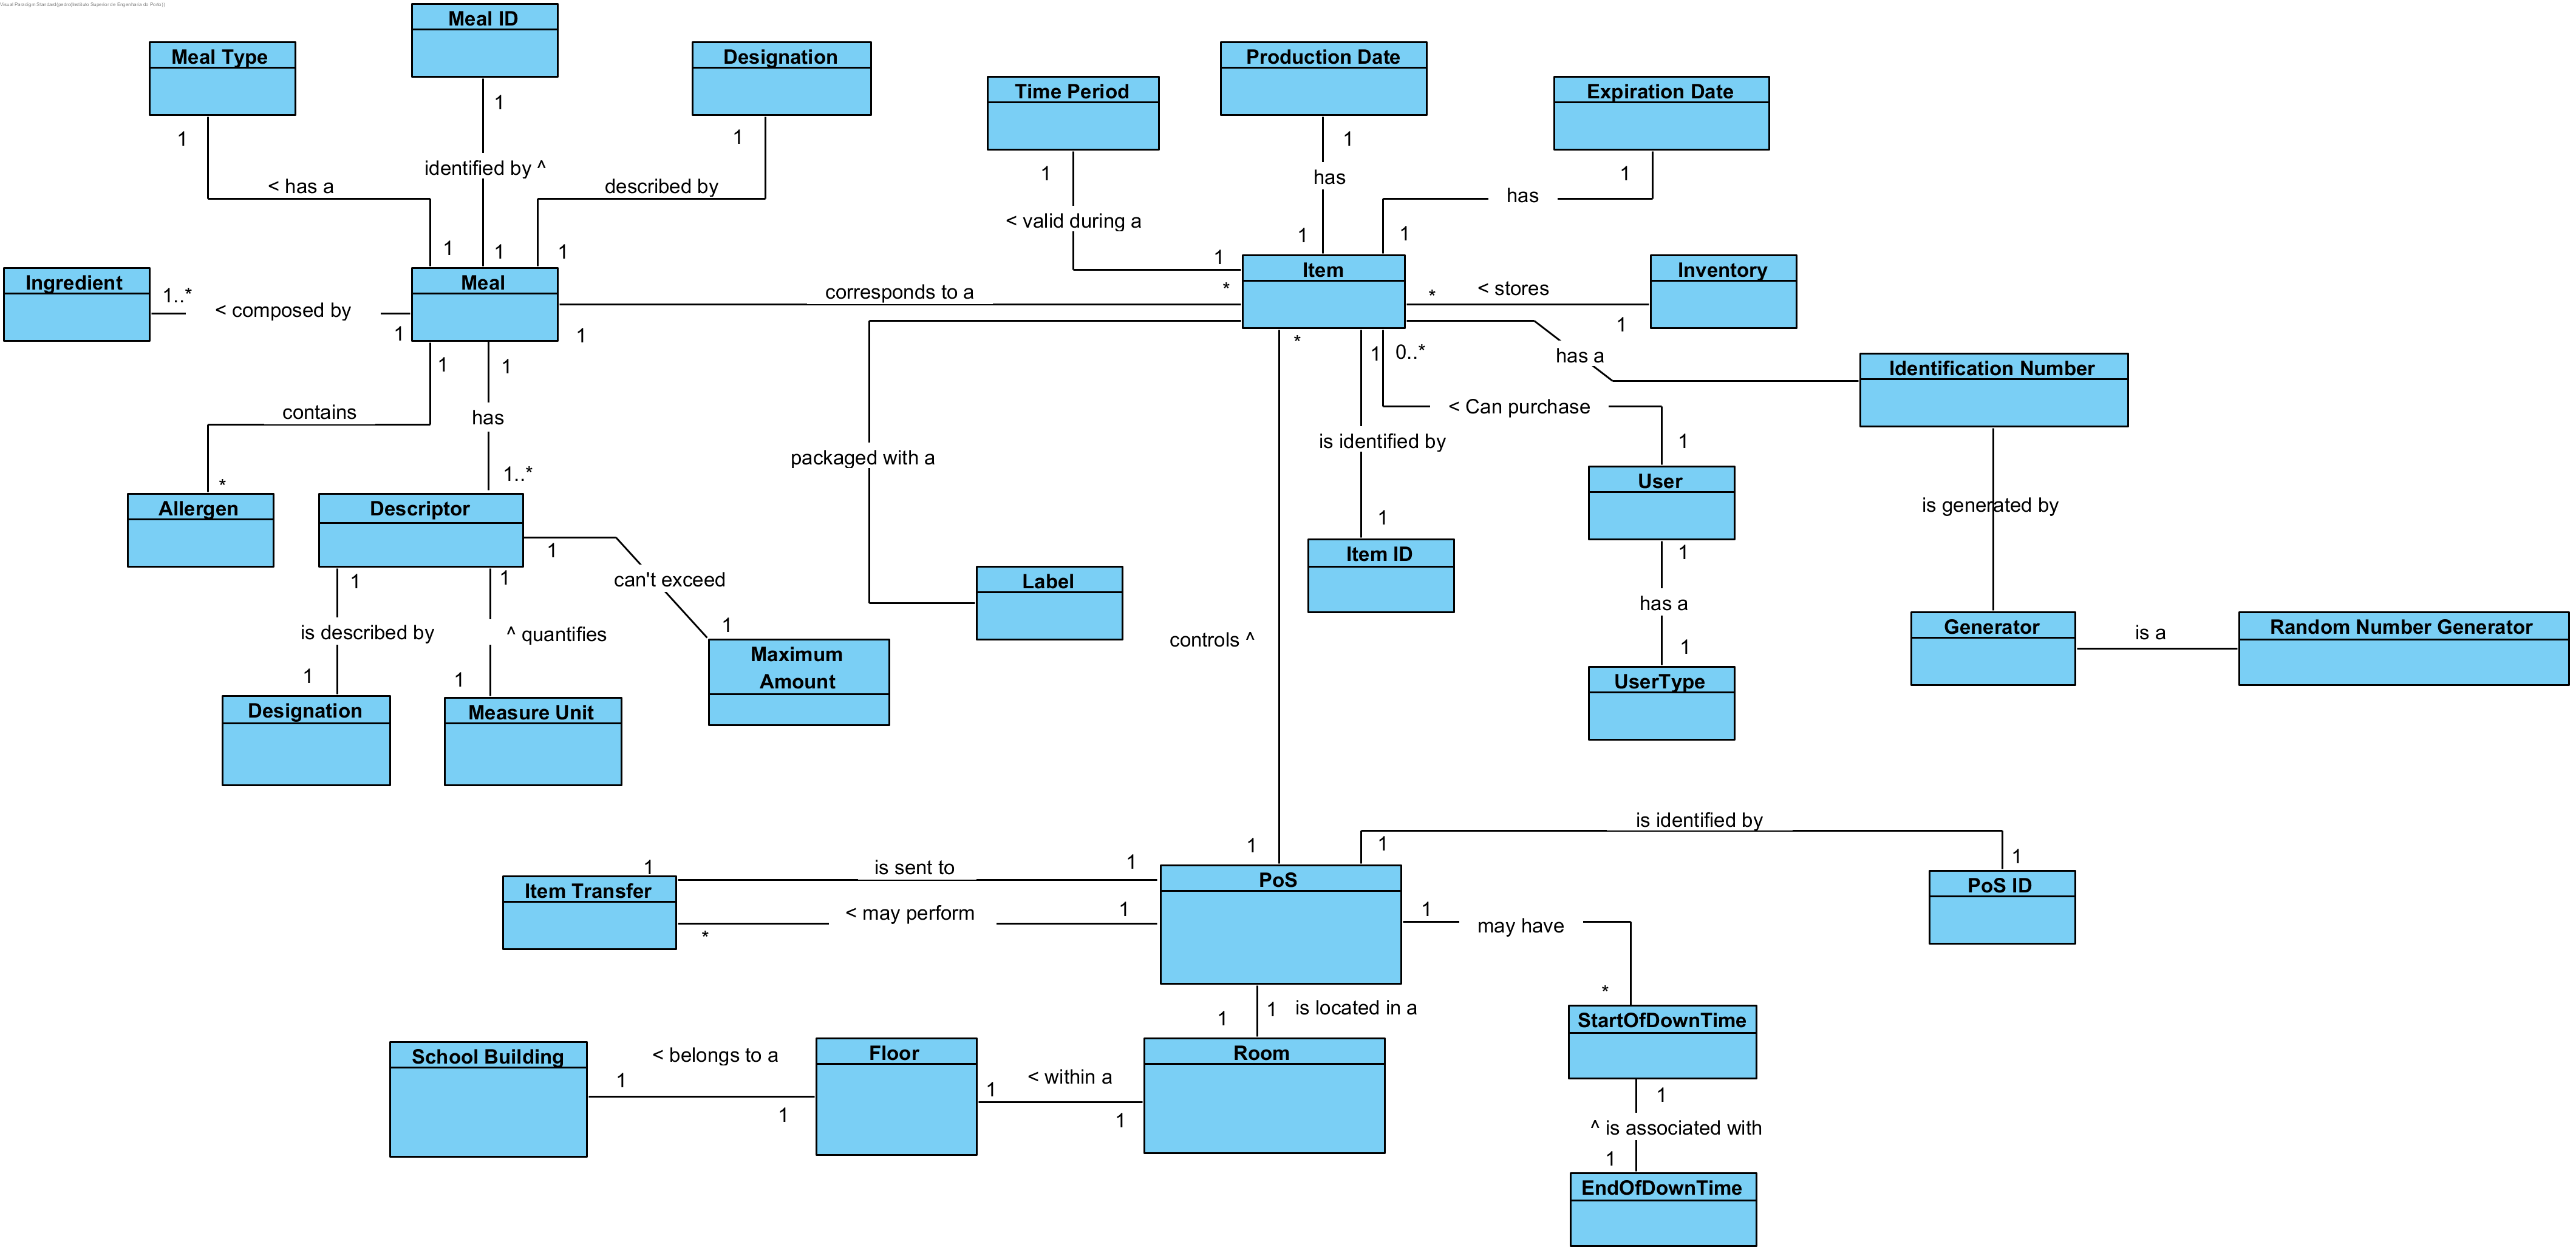 Visual Paradigm Standard(pedro(Instituto Superior de Engenharia do Porto))
Meal ID
Meal Type
Designation
Production Date
Time Period
Expiration Date
1
1
1
1
1
1
identified by ^
< has a
described by
has
has
< valid during a
1
1
1
1
1
1
Ingredient
1..*
< composed by
1
Meal
1
corresponds to a
*
Item
*
< stores
1
Inventory
1
1
*
1
0..*
has a
Identification Number
contains
has
< Can purchase
packaged with a
is identified by
1
*
1..*
1
User
is generated by
Allergen
Descriptor
1
1
Item ID
1
1
1
can't exceed
Label
has a
is described by
^ quantifies
1
controls ^
1
Generator
is a
Random Number Generator
1
1
Maximum
Amount
UserType
Designation
Measure Unit
is identified by
1
1
1
is sent to
1
1
Item Transfer
PoS
PoS ID
< may perform
1
*
1
may have
*
1
is located in a
1
StartOfDownTime
School Building
< belongs to a
Floor
< within a
Room
1
1
1
1
1
^ is associated with
1
EndOfDownTime